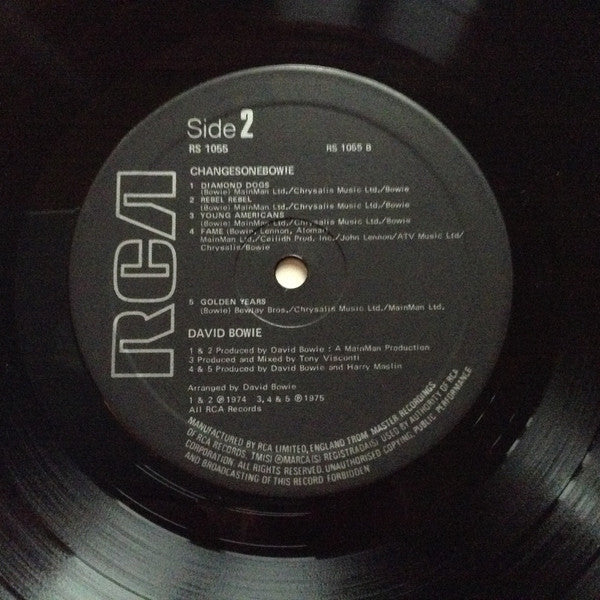 RCA
Side 2
RS 1055 RS 1055 B
CHANGESONEBOWIE
1 DIAMOND DOGS
(Bowie) MainMan Ltd./Chrysalis Music Ltd./Bowie
2 REBEL REBEL
(Bowie) MainMan Ltd./Chrysalis Music Ltd./Bowie
3 YOUNG AMERICANS
(Bowie) MainMan Ltd./Chrysalis Music Ltd./Bowie
4 FAME (Bowie, Lennon, Alomar)
MainMan Ltd./Ceilidh Prod. Inc./John Lennon/ATV Music Ltd/
Chrysalis/Bowie
5 GOLDEN YEARS
(Bowie) Bewlay Bros./Chrysalis Music Ltd./MainMan Ltd.
DAVID BOWIE
1 & 2 Produced by David Bowie : A MainMan Production
3 Produced and Mixed by Tony Visconti
4 & 5 Produced by David Bowie and Harry Maslin
Arranged by David Bowie
1 & 2 ℗ 1974 3, 4 & 5 ℗ 1975
All RCA Records
MANUFACTURED BY RCA LIMITED, ENGLAND FROM MASTER RECORDINGS
OF RCA RECORDS. TM(S) ® MARCA(S) REGISTRADA(S) USED BY AUTHORITY OF RCA
CORPORATION. ALL RIGHTS RESERVED. UNAUTHORISED COPYING, PUBLIC PERFORMANCE
AND BROADCASTING OF THIS RECORD FORBIDDEN